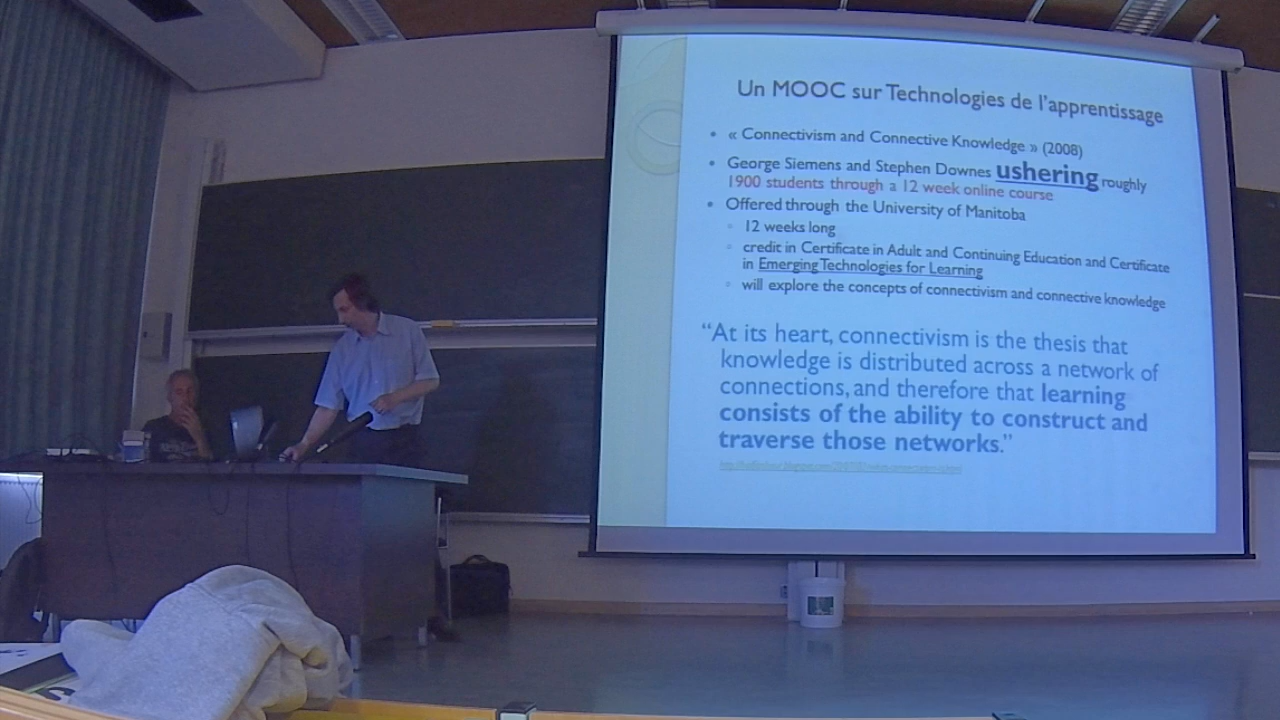 Un MOOC sur Technologies de l'apprentissage
• « Connectivism and Connective Knowledge » (2008)
• George Siemens and Stephen Downes ushering roughly
1900 students through a 12 week online course
• Offered through the University of Manitoba
▫ 12 weeks long
▫ credit in Certificate in Adult and Continuing Education and Certificate
in Emerging Technologies for Learning
▫ will explore the concepts of connectivism and connective knowledge
“At its heart, connectivism is the thesis that
knowledge is distributed across a network of
connections, and therefore that learning
consists of the ability to construct and
traverse those networks.”